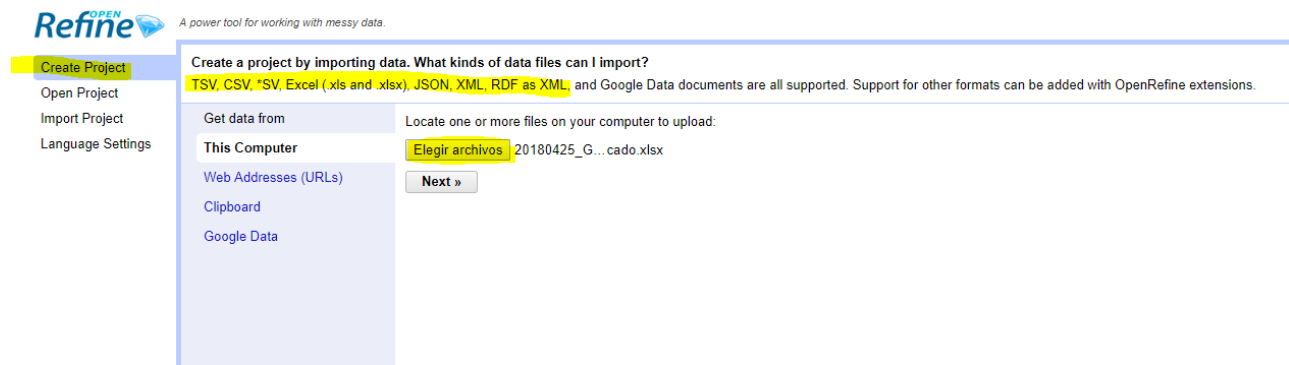 OPEN
Refine
A power tool for working with messy data.
Create Project
Open Project
Import Project
Language Settings
Create a project by importing data. What kinds of data files can I import?
TSV, CSV, *SV, Excel (.xls and .xlsx), JSON, XML, RDF as XML, and Google Data documents are all supported. Support for other formats can be added with OpenRefine extensions.
Get data from
This Computer
Web Addresses (URLs)
Clipboard
Google Data
Locate one or more files on your computer to upload:
Elegir archivos 20180425_G...cado.xlsx
Next »